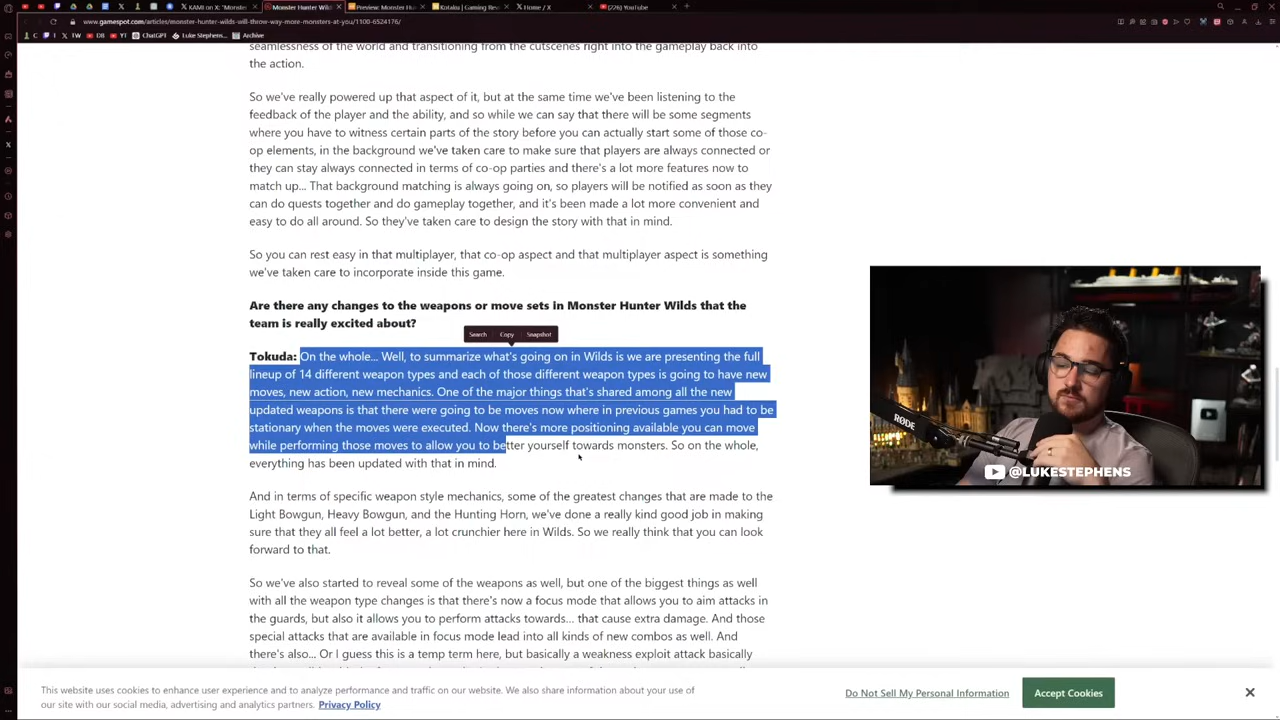 KAMI on X: "Monster
Monster Hunter Wild
Preview: Monster Hu
Kotaku | Gaming Rev
Home / X
(226) YouTube
www.gamespot.com/articles/monster-hunter-wilds-will-throw-way-more-monsters-at-you/1100-6524176/
C T TW DB YT ChatGPT Luke Stephens... Archive
seamlessness of the world and transitioning from the cutscenes right into the gameplay back into
the action.
So we've really powered up that aspect of it, but at the same time we've been listening to the
feedback of the player and the ability, and so while we can say that there will be some segments
where you have to witness certain parts of the story before you can actually start some of those co-
op elements, in the background we've taken care to make sure that players are always connected or
they can stay always connected in terms of co-op parties and there's a lot more features now to
match up... That background matching is always going on, so players will be notified as soon as they
can do quests together and do gameplay together, and it's been made a lot more convenient and
easy to do all around. So they've taken care to design the story with that in mind.
So you can rest easy in that multiplayer, that co-op aspect and that multiplayer aspect is something
we've taken care to incorporate inside this game.
Are there any changes to the weapons or move sets in Monster Hunter Wilds that the
team is really excited about?
Search Copy Snapshot
Tokuda: On the whole... Well, to summarize what's going on in Wilds is we are presenting the full
lineup of 14 different weapon types and each of those different weapon types is going to have new
moves, new action, new mechanics. One of the major things that's shared among all the new
updated weapons is that there were going to be moves now where in previous games you had to be
stationary when the moves were executed. Now there's more positioning available you can move
while performing those moves to allow you to better yourself towards monsters. So on the whole,
everything has been updated with that in mind.
And in terms of specific weapon style mechanics, some of the greatest changes that are made to the
Light Bowgun, Heavy Bowgun, and the Hunting Horn, we've done a really kind good job in making
sure that they all feel a lot better, a lot crunchier here in Wilds. So we really think that you can look
forward to that.
So we've also started to reveal some of the weapons as well, but one of the biggest things as well
with all the weapon type changes is that there's now a focus mode that allows you to aim attacks in
the guards, but also it allows you to perform attacks towards... that cause extra damage. And those
special attacks that are available in focus mode lead into all kinds of new combos as well. And
there's also... Or I guess this is a temp term here, but basically a weakness exploit attack basically
RØDE
@LUKESTEPHENS
This website uses cookies to enhance user experience and to analyze performance and traffic on our website. We also share information about your use of
our site with our social media, advertising and analytics partners. Privacy Policy
Do Not Sell My Personal Information
Accept Cookies